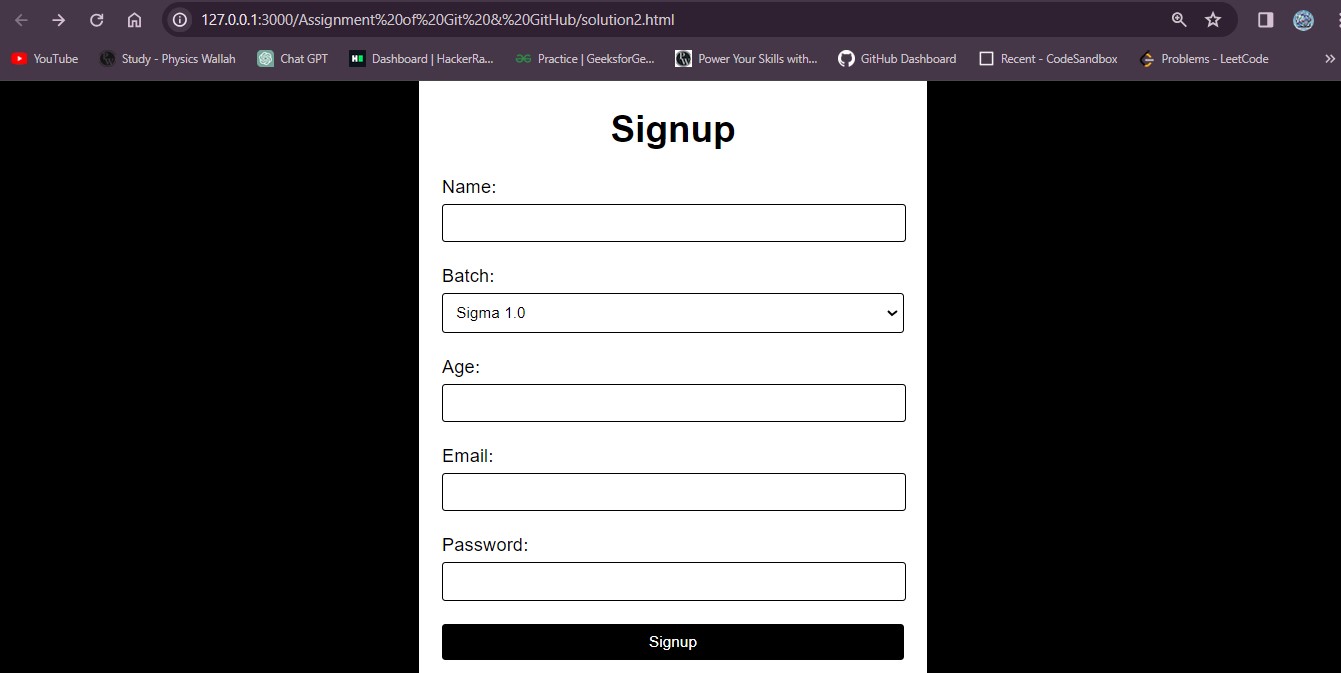 127.0.0.1:3000/Assignment%20of%20Git%20&%20GitHub/solution2.html
YouTube Study - Physics Wallah Chat GPT Dashboard | HackerRa... Practice | GeeksforGe... Power Your Skills with... GitHub Dashboard Recent - CodeSandbox Problems - LeetCode
Signup
Name:
Batch:
Sigma 1.0
Age:
Email:
Password:
Signup